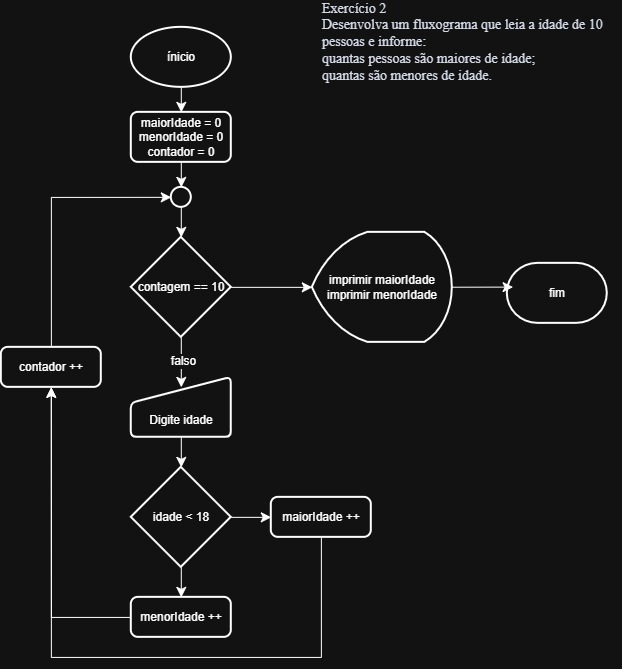 Exercício 2
Desenvolva um fluxograma que leia a idade de 10
pessoas e informe:
quantas pessoas são maiores de idade;
quantas são menores de idade.
ínicio
maiorIdade = 0
menorIdade = 0
contador = 0
contagem == 10
imprimir maiorIdade
imprimir menorIdade
fim
falso
contador ++
Digite idade
idade < 18
maiorIdade ++
menorIdade ++